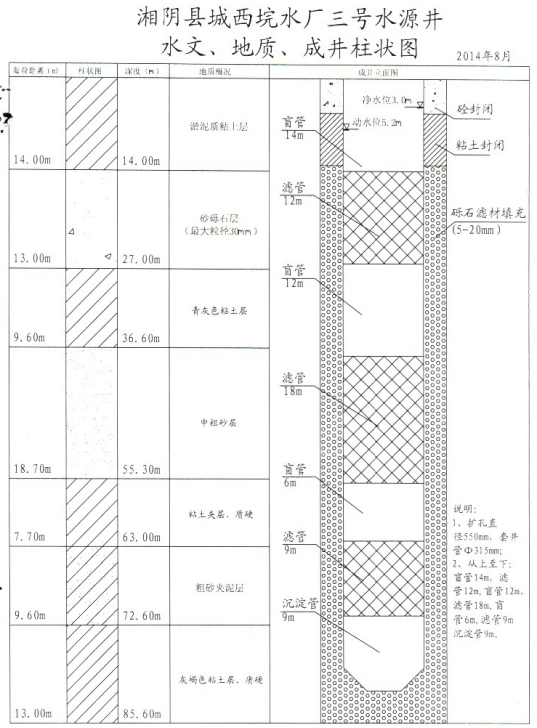 湘阴县城西垸水厂三号水源井
水文、地质、成井柱状图
2014年8月
每段距离(m) 柱状图 深度(m) 地质概况 成井立面图
14.00m 14.00m 淤泥质粘土层
13.00m 27.00m 砂砾石层
(最大粒径30mm)
9.60m 36.60m 青灰色粘土层
18.70m 55.30m 中粗砂层
7.70m 63.00m 粘土夹层、质硬
9.60m 72.60m 粗砂夹泥层
13.00m 85.60m 灰褐色粘土层、质硬
净水位3.0m
动水位5.2m
盲管
14m
滤管
12m
盲管
12m
滤管
18m
盲管
6m
滤管
9m
沉淀管
9m
砼封闭
粘土封闭
砾石滤材填充
(5-20mm)
说明:
1、扩孔直
径550mm，套井
管Φ315mm;
2、从上至下:
盲管14m，滤
管12m,盲管12m,
滤管18m,盲
管6m,滤管9m
沉淀管9m。